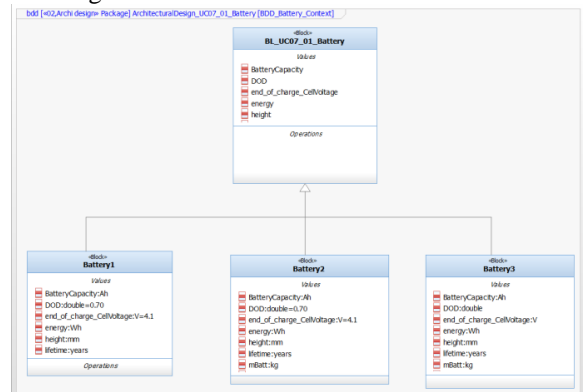 bdd [«02,Archi design» Package] ArchitecturalDesign_UC07_01_Battery [BDD_Battery_Context]
«Block»
BL_UC07_01_Battery
Values
BatteryCapacity
DOD
end_of_charge_CellVoltage
energy
height
Operations
«Block»
Battery1
Values
BatteryCapacity:Ah
DOD:double=0.70
end_of_charge_CellVoltage:V=4.1
energy:Wh
height:mm
lifetime:years
Operations
«Block»
Battery2
Values
BatteryCapacity:Ah
DOD:double=0.70
end_of_charge_CellVoltage:V=4.1
energy:Wh
height:mm
lifetime:years
mBatt:kg
«Block»
Battery3
Values
BatteryCapacity:Ah
DOD:double
end_of_charge_CellVoltage:V
energy:Wh
height:mm
lifetime:years
mBatt:kg